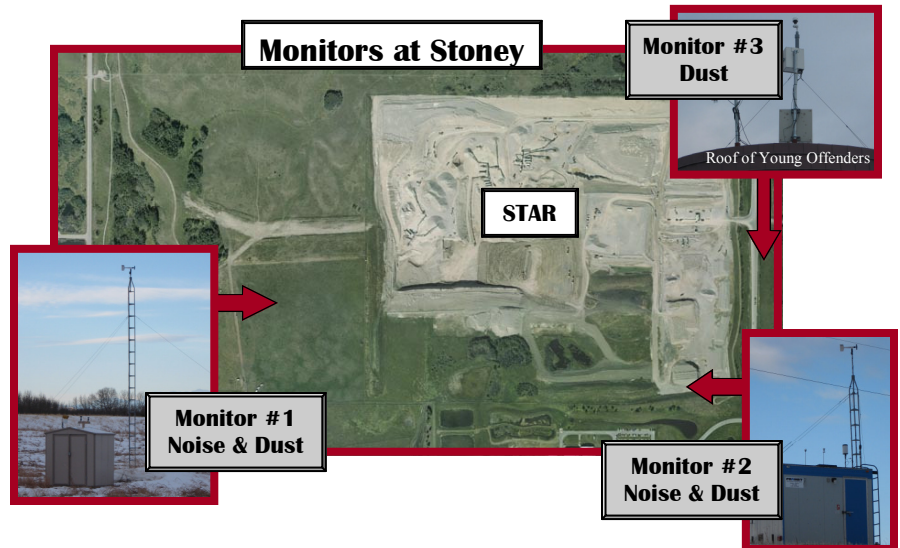 Monitors at Stoney
Monitor #3
Dust
Roof of Young Offenders
STAR
Monitor #1
Noise & Dust
Monitor #2
Noise & Dust